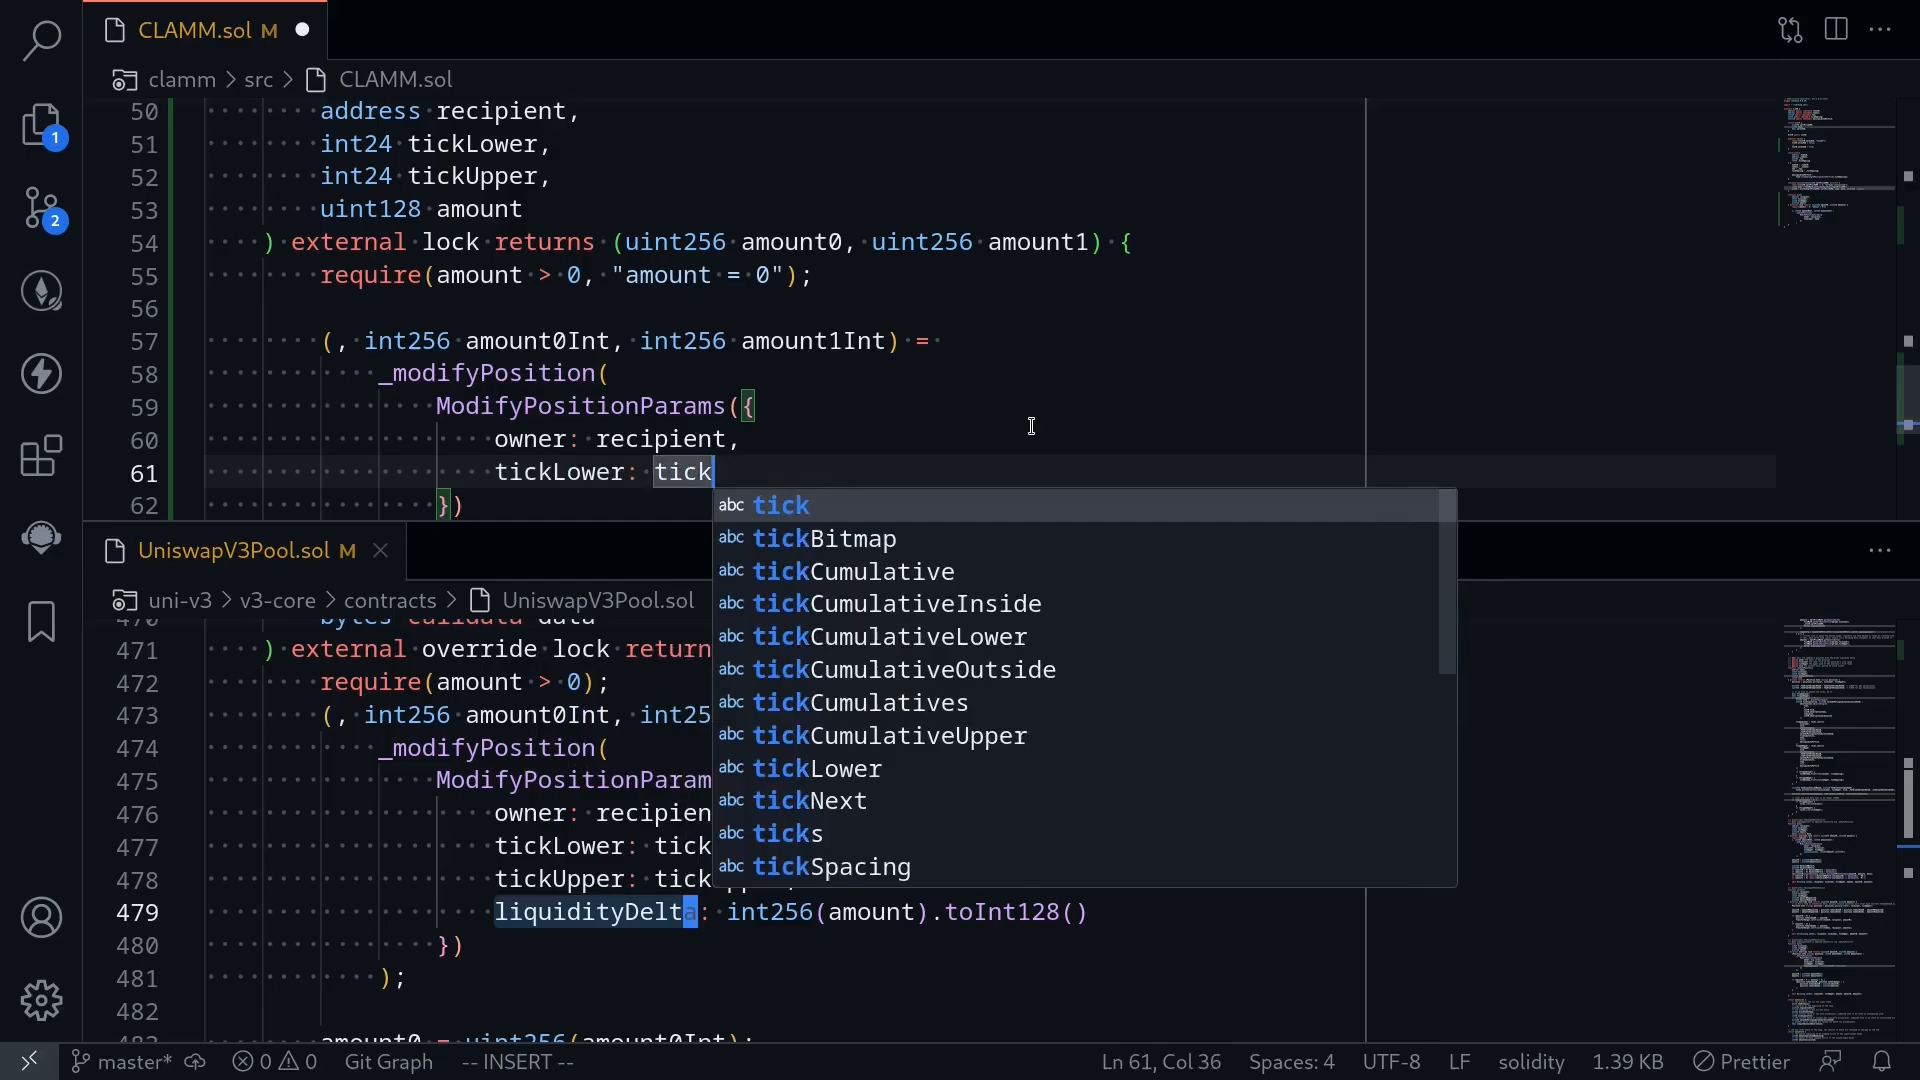 CLAMM.sol M
clamm > src > CLAMM.sol
50 address recipient,
51 int24 tickLower,
52 int24 tickUpper,
53 uint128 amount
54 ) external lock returns (uint256 amount0, uint256 amount1) {
55 require(amount > 0, "amount = 0");
56
57 (, int256 amount0Int, int256 amount1Int) =
58 _modifyPosition(
59 ModifyPositionParams({
60 owner: recipient,
61 tickLower: tick
62 })
abc tick
abc tickBitmap
abc tickCumulative
abc tickCumulativeInside
abc tickCumulativeLower
abc tickCumulativeOutside
abc tickCumulatives
abc tickCumulativeUpper
abc tickLower
abc tickNext
abc ticks
abc tickSpacing
1
2
UniswapV3Pool.sol M
uni-v3 > v3-core > contracts > UniswapV3Pool.sol
470 bytes calldata data
471 ) external override lock return
472 require(amount > 0);
473 (, int256 amount0Int, int25
474 _modifyPosition(
475 ModifyPositionParam
476 owner: recipien
477 tickLower: tick
478 tickUpper: tick
479 liquidityDelta: int256(amount).toInt128()
480 })
481 );
482
483 amount0 = uint256(amount0Int);
master* 0 0 Git Graph -- INSERT -- Ln 61, Col 36 Spaces: 4 UTF-8 LF solidity 1.39 KB Prettier